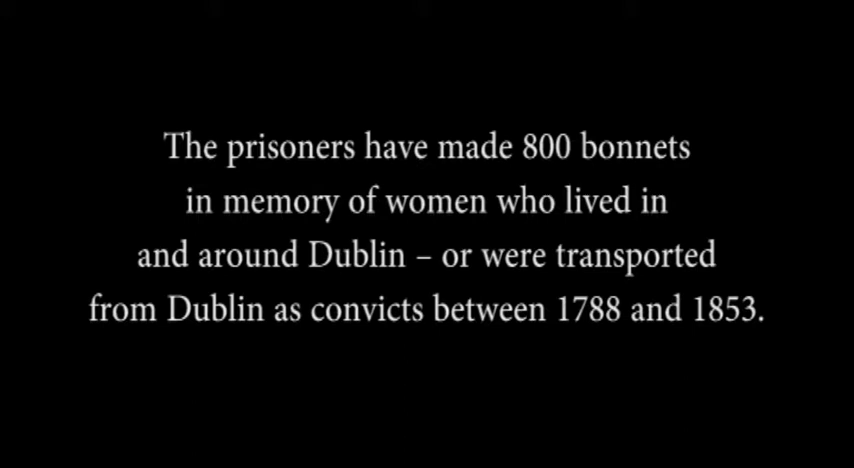 The prisoners have made 800 bonnets
in memory of women who lived in
and around Dublin – or were transported
from Dublin as convicts between 1788 and 1853.